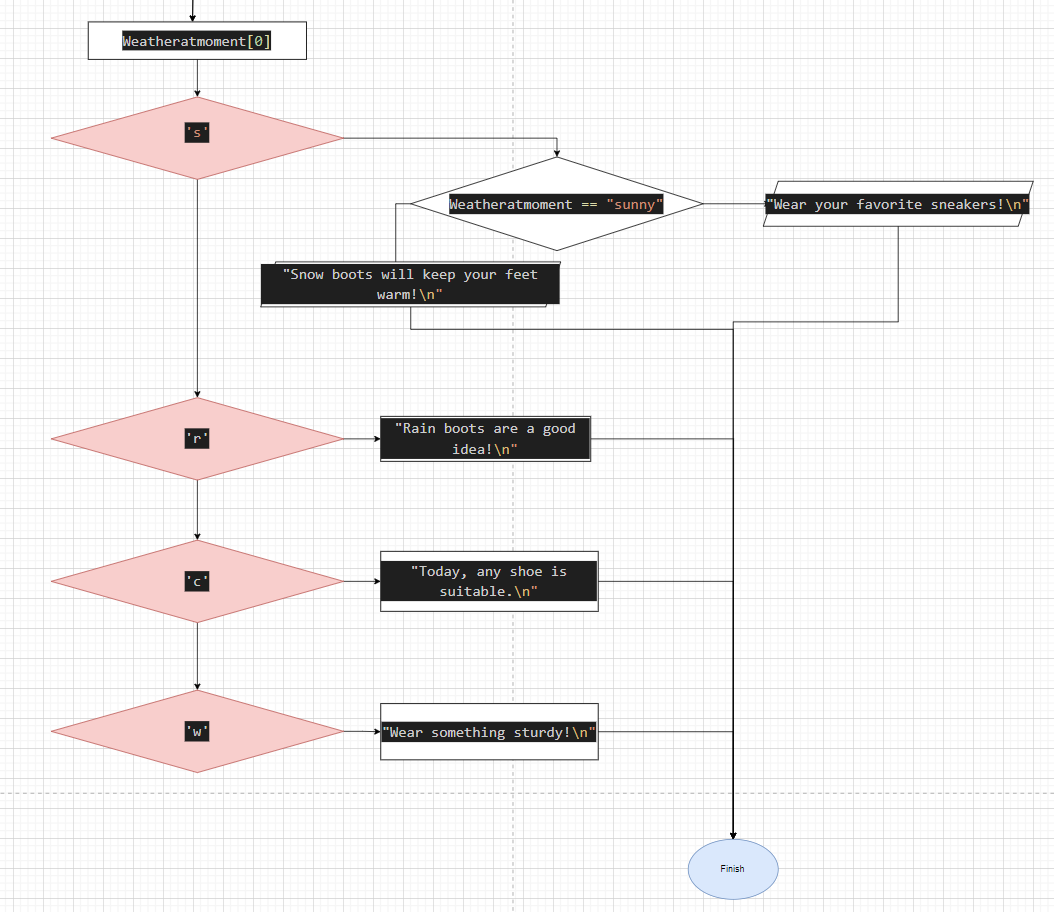 Weatheratmoment[0]
's'
Weatheratmoment == "sunny"
"Wear your favorite sneakers!\n"
"Snow boots will keep your feet
warm!\n"
'r'
"Rain boots are a good
idea!\n"
'c'
"Today, any shoe is
suitable.\n"
'w'
"Wear something sturdy!\n"
Finish